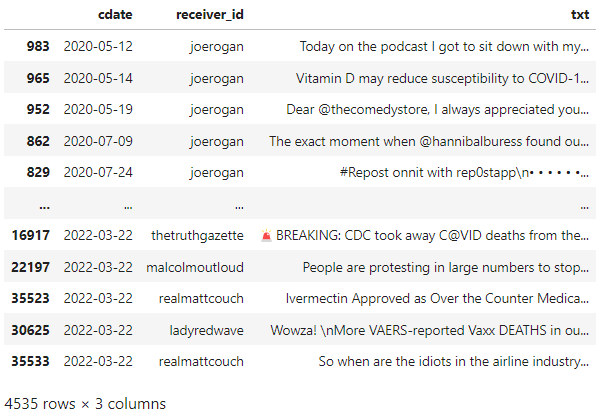 cdate receiver_id txt
983 2020-05-12 joerogan Today on the podcast I got to sit down with my...
965 2020-05-14 joerogan Vitamin D may reduce susceptibility to COVID-1...
952 2020-05-19 joerogan Dear @thecomedystore, I always appreciated you...
862 2020-07-09 joerogan The exact moment when @hannibalburess found ou...
829 2020-07-24 joerogan #Repost onnit with rep0stapp\n• • • • • •...
... ... ... ...
16917 2022-03-22 thetruthgazette 🚨 BREAKING: CDC took away C@VID deaths from the...
22197 2022-03-22 malcolmoutloud People are protesting in large numbers to stop...
35523 2022-03-22 realmattcouch Ivermectin Approved as Over the Counter Medica...
30625 2022-03-22 ladyredwave Wowza! \nMore VAERS-reported Vaxx DEATHS in ou...
35533 2022-03-22 realmattcouch So when are the idiots in the airline industry...
4535 rows × 3 columns